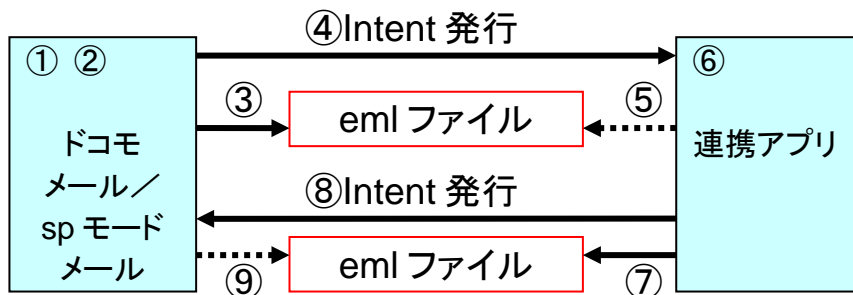 ④Intent 発行
① ②
⑥
③
eml ファイル
⑤
ドコモ
メール／
sp モード
メール
連携アプリ
⑧Intent 発行
eml ファイル
⑨
⑦